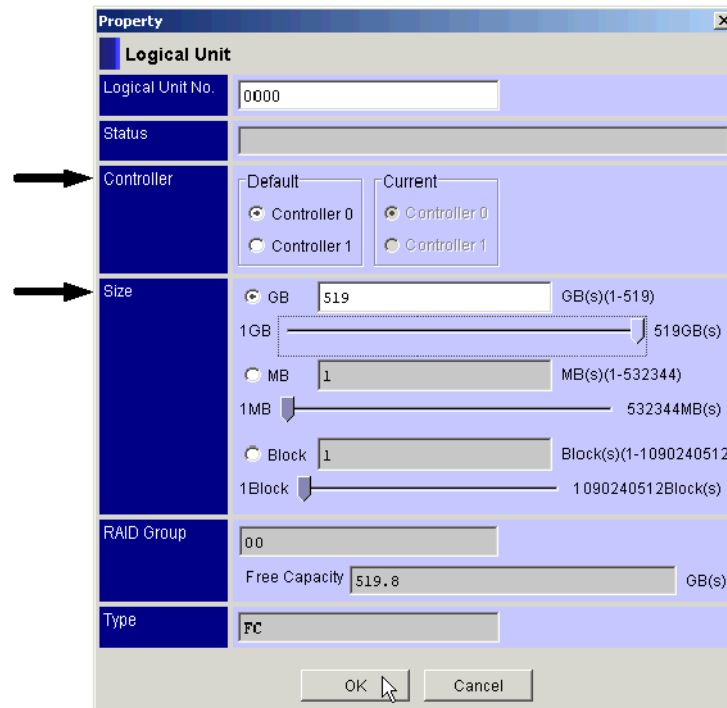 Property
Logical Unit
Logical Unit No.
0000
Status
Controller
Default
Controller 0
Controller 1
Current
Controller 0
Controller 1
Size
GB 519 GB(s)(1-519)
1GB 519GB(s)
MB 1 MB(s)(1-532344)
1MB 532344MB(s)
Block 1 Block(s)(1-1090240512
1Block 1090240512Block(s)
RAID Group
00
Free Capacity 519.8 GB(s)
Type
FC
OK Cancel